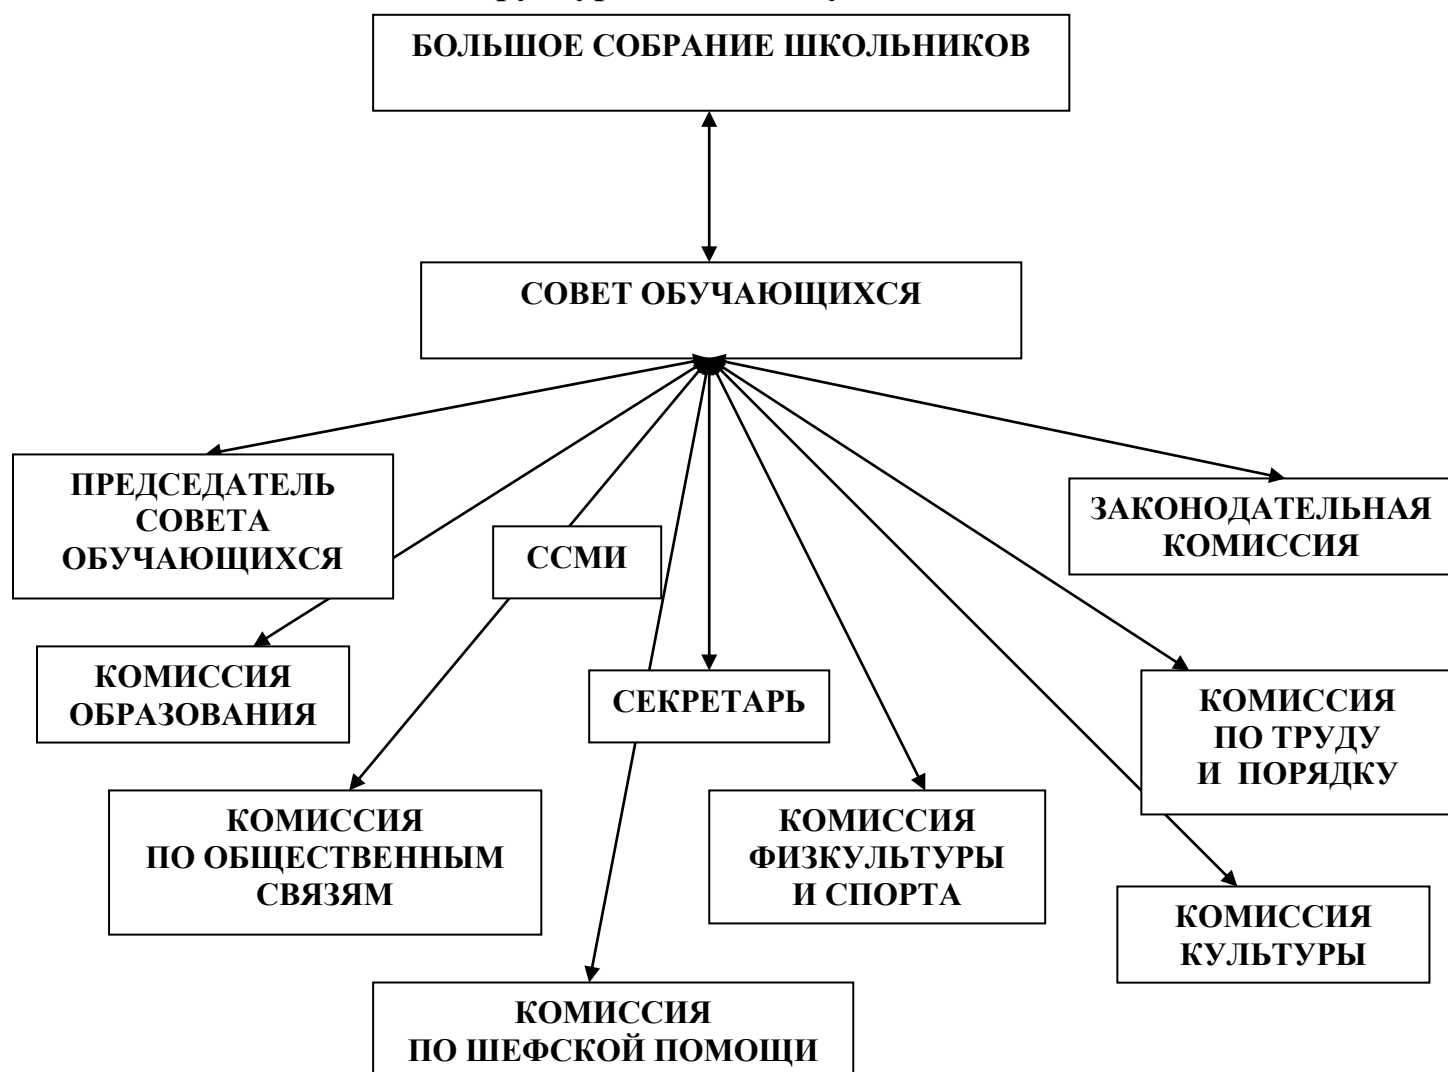 БОЛЬШОЕ СОБРАНИЕ ШКОЛЬНИКОВ
СОВЕТ ОБУЧАЮЩИХСЯ
ПРЕДСЕДАТЕЛЬ
СОВЕТА
ОБУЧАЮЩИХСЯ
ССМИ
ЗАКОНОДАТЕЛЬНАЯ
КОМИССИЯ
КОМИССИЯ
ОБРАЗОВАНИЯ
СЕКРЕТАРЬ
КОМИССИЯ
ПО ТРУДУ
И ПОРЯДКУ
КОМИССИЯ
ПО ОБЩЕСТВЕННЫМ
СВЯЗЯМ
КОМИССИЯ
ФИЗКУЛЬТУРЫ
И СПОРТА
КОМИССИЯ
КУЛЬТУРЫ
КОМИССИЯ
ПО ШЕФСКОЙ ПОМОЩИ